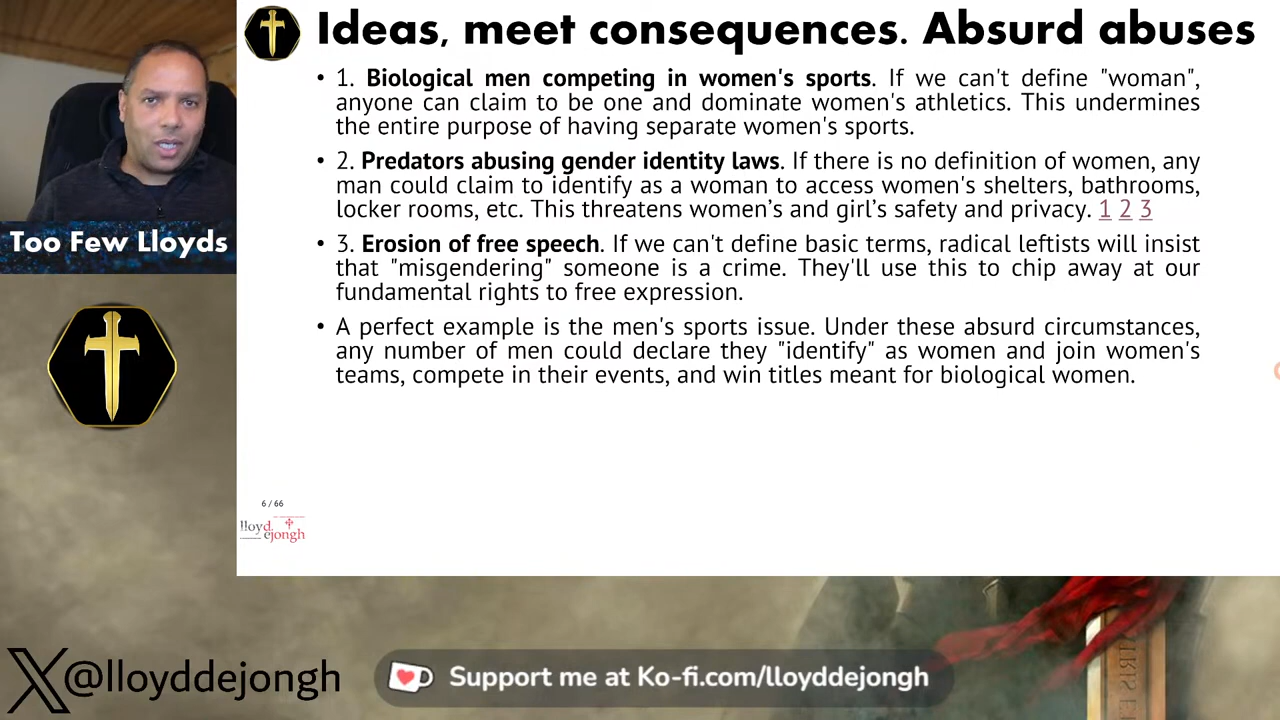 Ideas, meet consequences. Absurd abuses
• 1. Biological men competing in women's sports. If we can't define "woman",
anyone can claim to be one and dominate women's athletics. This undermines
the entire purpose of having separate women's sports.
• 2. Predators abusing gender identity laws. If there is no definition of women, any
man could claim to identify as a woman to access women's shelters, bathrooms,
locker rooms, etc. This threatens women’s and girl’s safety and privacy. 1 2 3
• 3. Erosion of free speech. If we can't define basic terms, radical leftists will insist
that "misgendering" someone is a crime. They'll use this to chip away at our
fundamental rights to free expression.
• A perfect example is the men's sports issue. Under these absurd circumstances,
any number of men could declare they "identify" as women and join women's
teams, compete in their events, and win titles meant for biological women.
Too Few Lloyds
6 / 66
lloyd.
ejongh
X@lloyddejongh
Support me at Ko-fi.com/lloyddejongh